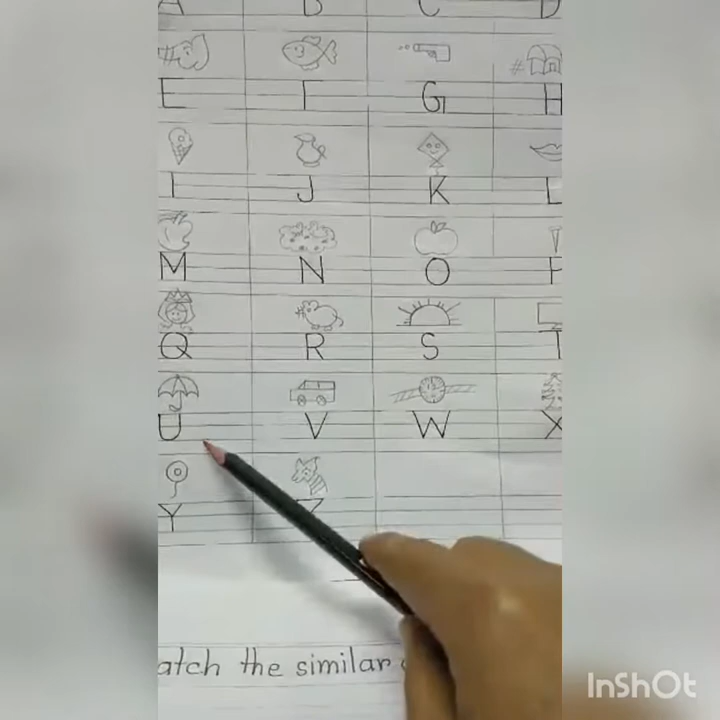 A B C D
E F G H
I J K L
M N O P
Q R S T
U V W X
Y Z
atch the similar
InShOt